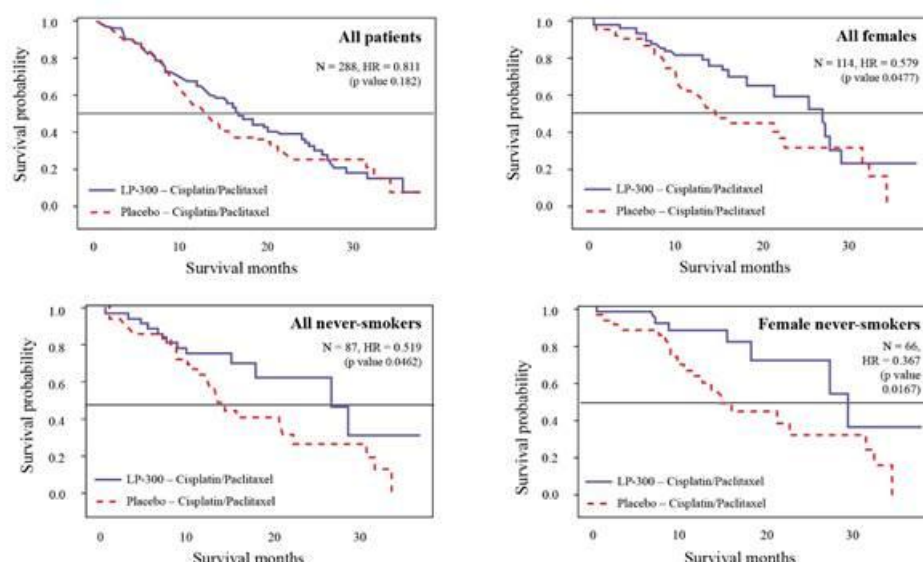 All patients
N = 288, HR = 0.811
(p value 0.182)
Survival probability
1.0
0.8
0.6
0.4
0.2
0.0
LP-300 – Cisplatin/Paclitaxel
Placebo – Cisplatin/Paclitaxel
0 10 20 30
Survival months
All females
N = 114, HR = 0.579
(p value 0.0477)
Survival probability
1.0
0.8
0.6
0.4
0.2
0.0
LP-300 – Cisplatin/Paclitaxel
Placebo – Cisplatin/Paclitaxel
0 10 20 30
Survival months
All never-smokers
N = 87, HR = 0.519
(p value 0.0462)
Survival probability
1.0
0.8
0.6
0.4
0.2
0.0
LP-300 – Cisplatin/Paclitaxel
Placebo – Cisplatin/Paclitaxel
0 10 20 30
Survival months
Female never-smokers
N = 66,
HR = 0.367
(p value
0.0167)
Survival probability
1.0
0.8
0.6
0.4
0.2
0.0
LP-300 – Cisplatin/Paclitaxel
Placebo – Cisplatin/Paclitaxel
0 10 20 30
Survival months